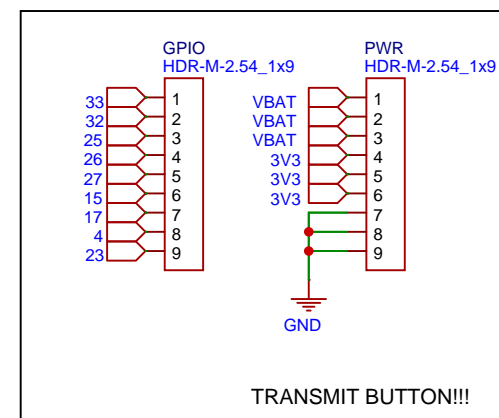 GPIO
HDR-M-2.54_1x9
33 1
32 2
25 3
26 4
27 5
15 6
17 7
4 8
23 9
PWR
HDR-M-2.54_1x9
VBAT 1
VBAT 2
VBAT 3
3V3 4
3V3 5
3V3 6
7
8
9
GND
TRANSMIT BUTTON!!!